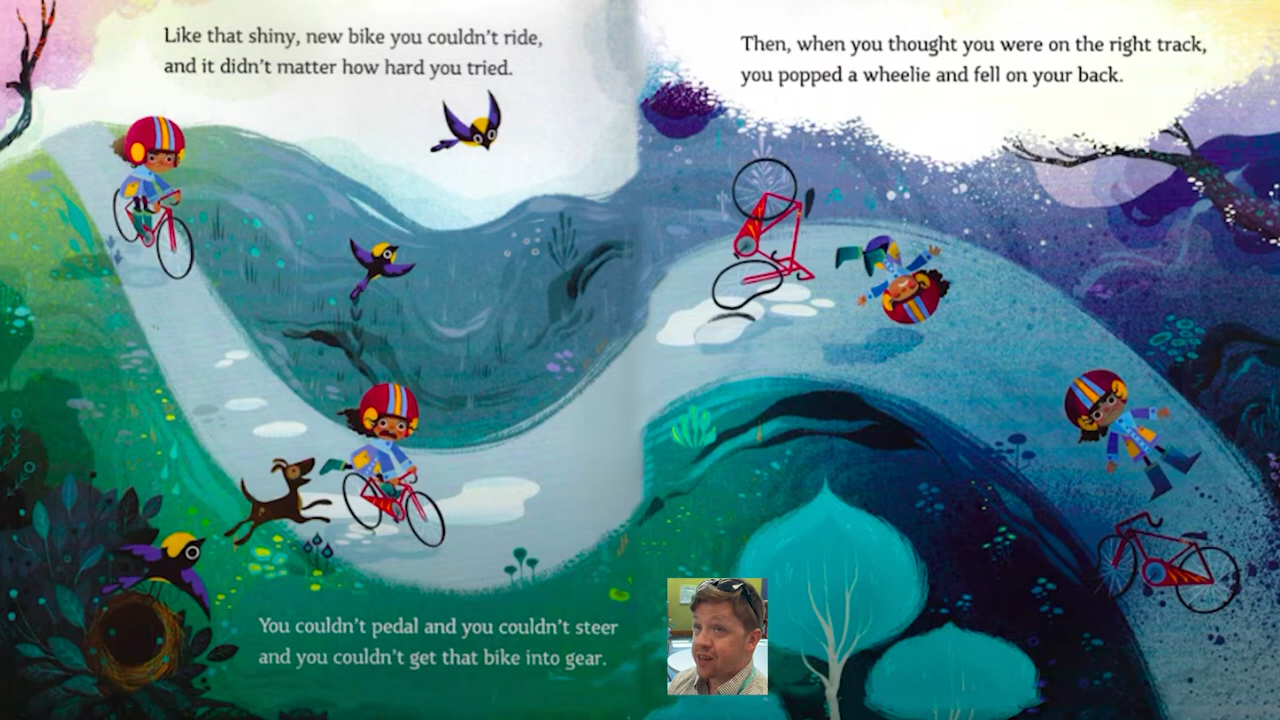 Like that shiny, new bike you couldn't ride,
and it didn't matter how hard you tried.
You couldn't pedal and you couldn't steer
and you couldn't get that bike into gear.
Then, when you thought you were on the right track,
you popped a wheelie and fell on your back.